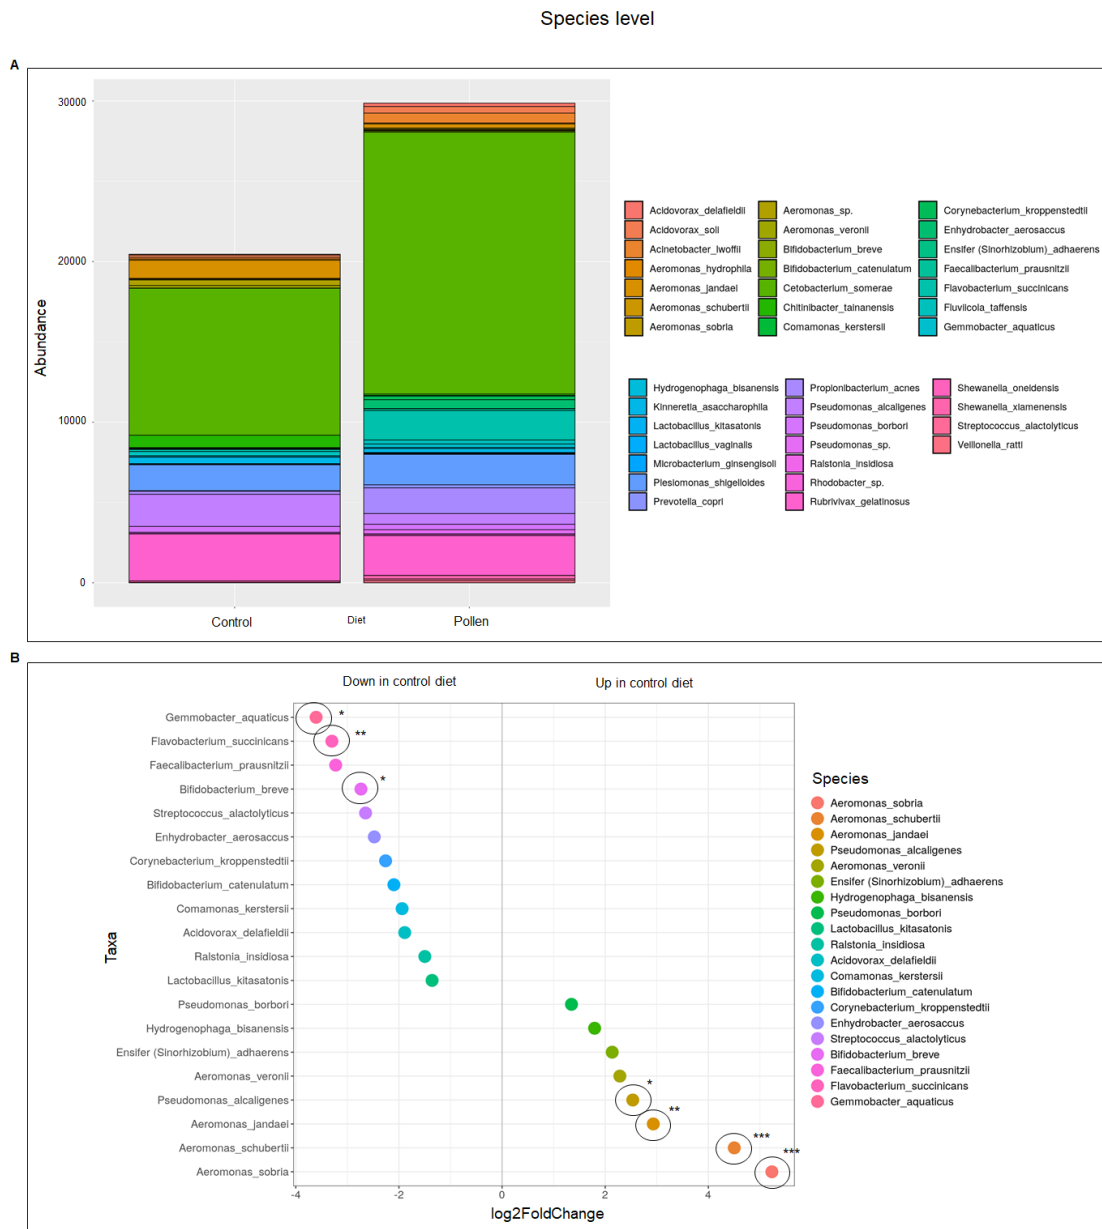 Species level
A
Abundance
30000
20000
10000
0
Control
Diet
Pollen
Acidovorax_delafieldii
Acidovorax_soli
Acinetobacter_lwoffii
Aeromonas_hydrophila
Aeromonas_jandaei
Aeromonas_schubertii
Aeromonas_sobria
Aeromonas_sp.
Aeromonas_veronii
Bifidobacterium_breve
Bifidobacterium_catenulatum
Cetobacterium_somerae
Chitinibacter_tainanensis
Comamonas_kerstersii
Corynebacterium_kroppenstedtii
Enhydrobacter_aerosaccus
Ensifer (Sinorhizobium)_adhaerens
Faecalibacterium_prausnitzii
Flavobacterium_succinicans
Fluviicola_taffensis
Gemmobacter_aquaticus
Hydrogenophaga_bisanensis
Kinneretia_asaccharophila
Lactobacillus_kitasatonis
Lactobacillus_vaginalis
Microbacterium_ginsengisoli
Plesiomonas_shigelloides
Prevotella_copri
Propionibacterium_acnes
Pseudomonas_alcaligenes
Pseudomonas_borbori
Pseudomonas_sp.
Ralstonia_insidiosa
Rhodobacter_sp.
Rubrivivax_gelatinosus
Shewanella_oneidensis
Shewanella_xiamenensis
Streptococcus_alactolyticus
Veillonella_ratti
B
Down in control diet
Up in control diet
Taxa
Gemmobacter_aquaticus
*
Flavobacterium_succinicans
**
Faecalibacterium_prausnitzii
Bifidobacterium_breve
*
Streptococcus_alactolyticus
Enhydrobacter_aerosaccus
Corynebacterium_kroppenstedtii
Bifidobacterium_catenulatum
Comamonas_kerstersii
Acidovorax_delafieldii
Ralstonia_insidiosa
Lactobacillus_kitasatonis
Pseudomonas_borbori
Hydrogenophaga_bisanensis
Ensifer (Sinorhizobium)_adhaerens
Aeromonas_veronii
Pseudomonas_alcaligenes
*
Aeromonas_jandaei
**
Aeromonas_schubertii
***
Aeromonas_sobria
***
-4
-2
0
2
4
log2FoldChange
Species
Aeromonas_sobria
Aeromonas_schubertii
Aeromonas_jandaei
Pseudomonas_alcaligenes
Aeromonas_veronii
Ensifer (Sinorhizobium)_adhaerens
Hydrogenophaga_bisanensis
Pseudomonas_borbori
Lactobacillus_kitasatonis
Ralstonia_insidiosa
Acidovorax_delafieldii
Comamonas_kerstersii
Bifidobacterium_catenulatum
Corynebacterium_kroppenstedtii
Enhydrobacter_aerosaccus
Streptococcus_alactolyticus
Bifidobacterium_breve
Faecalibacterium_prausnitzii
Flavobacterium_succinicans
Gemmobacter_aquaticus